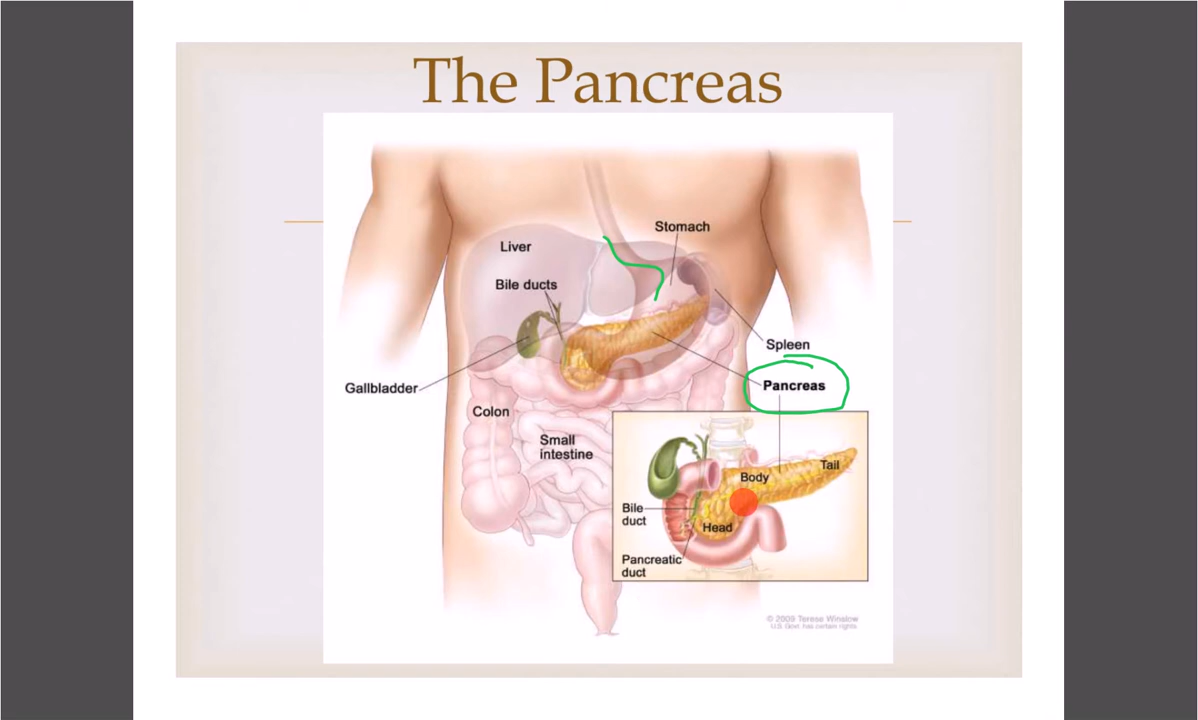 The Pancreas
Stomach
Liver
Bile ducts
Spleen
Gallbladder
Pancreas
Colon
Small
intestine
Body
Tail
Bile
duct
Head
Pancreatic
duct
© 2009 Terese Winslow
U.S. Govt. has certain rights